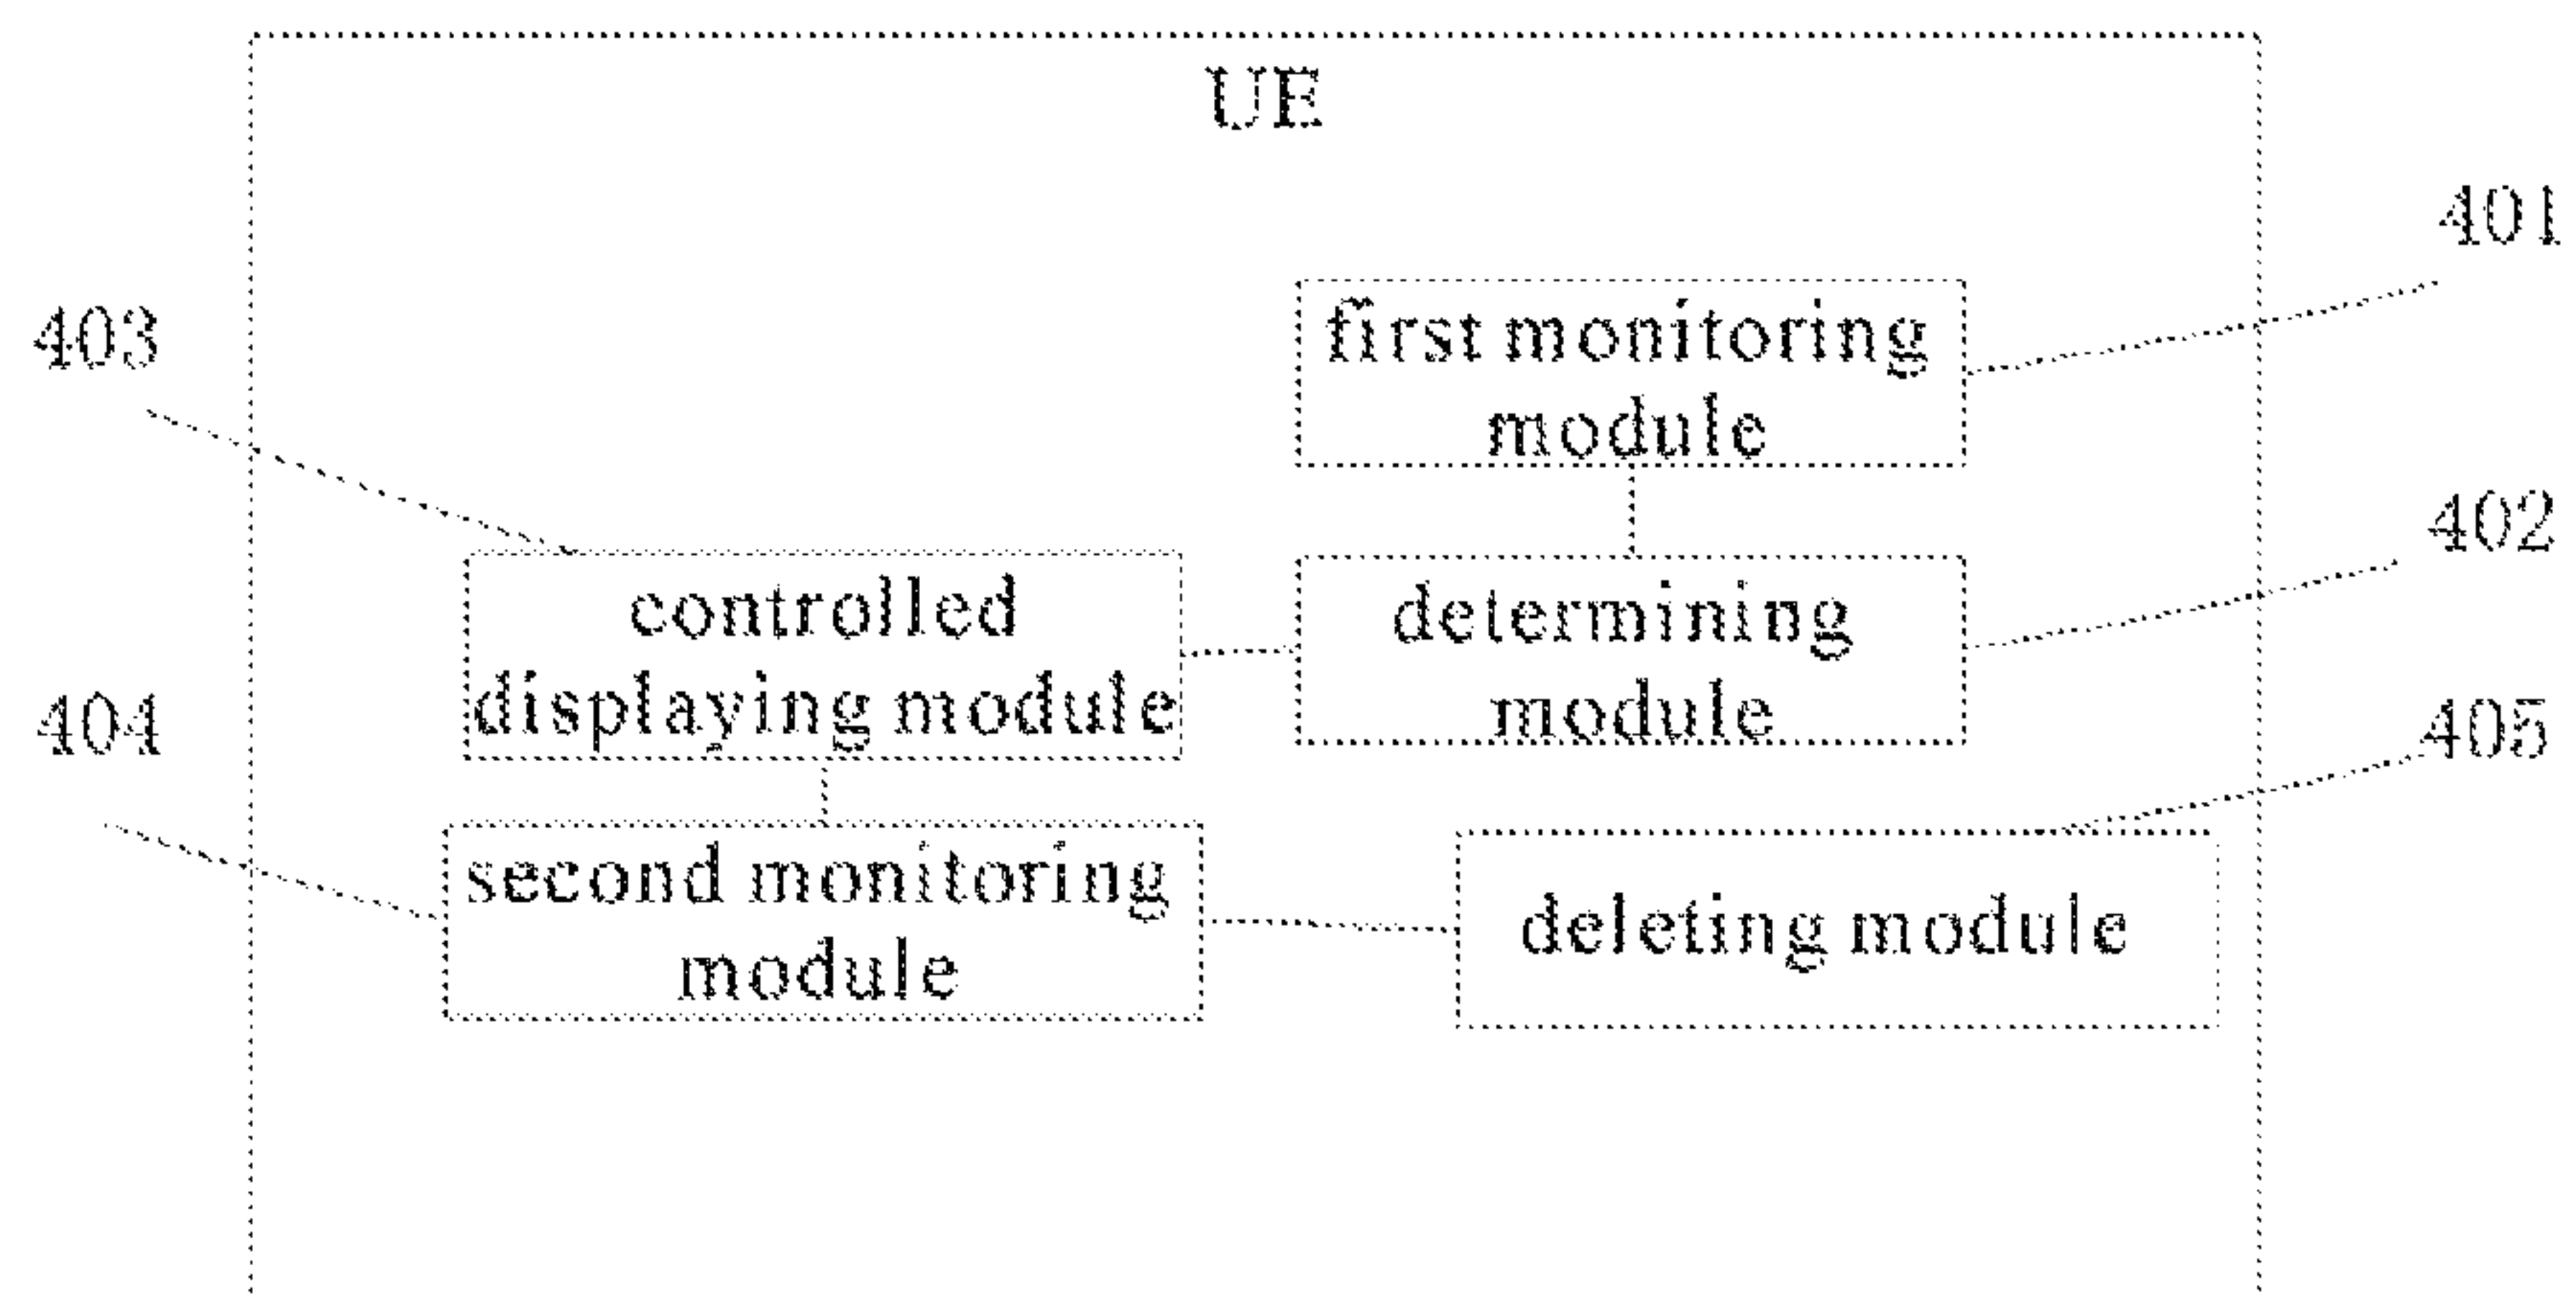 UE
401
first monitoring
module
403
402
controlled
displaying module
determining
module
404
405
second monitoring
module
deleting module